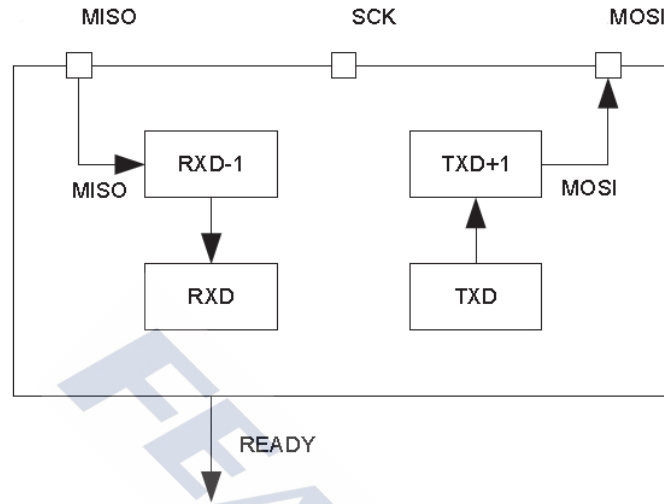 MISO SCK MOSI
RXD-1 TXD+1
MISO MOSI
RXD TXD
READY